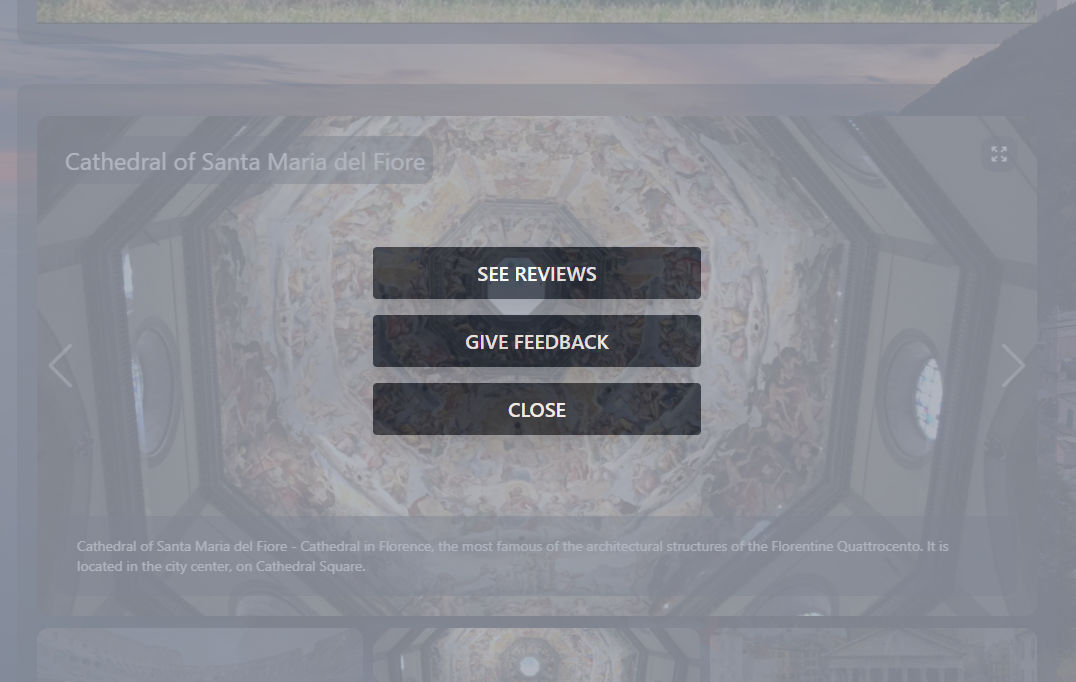 Cathedral of Santa Maria del Fiore
SEE REVIEWS
GIVE FEEDBACK
CLOSE
Cathedral of Santa Maria del Fiore - Cathedral in Florence, the most famous of the architectural structures of the Florentine Quattrocento. It is
located in the city center, on Cathedral Square.